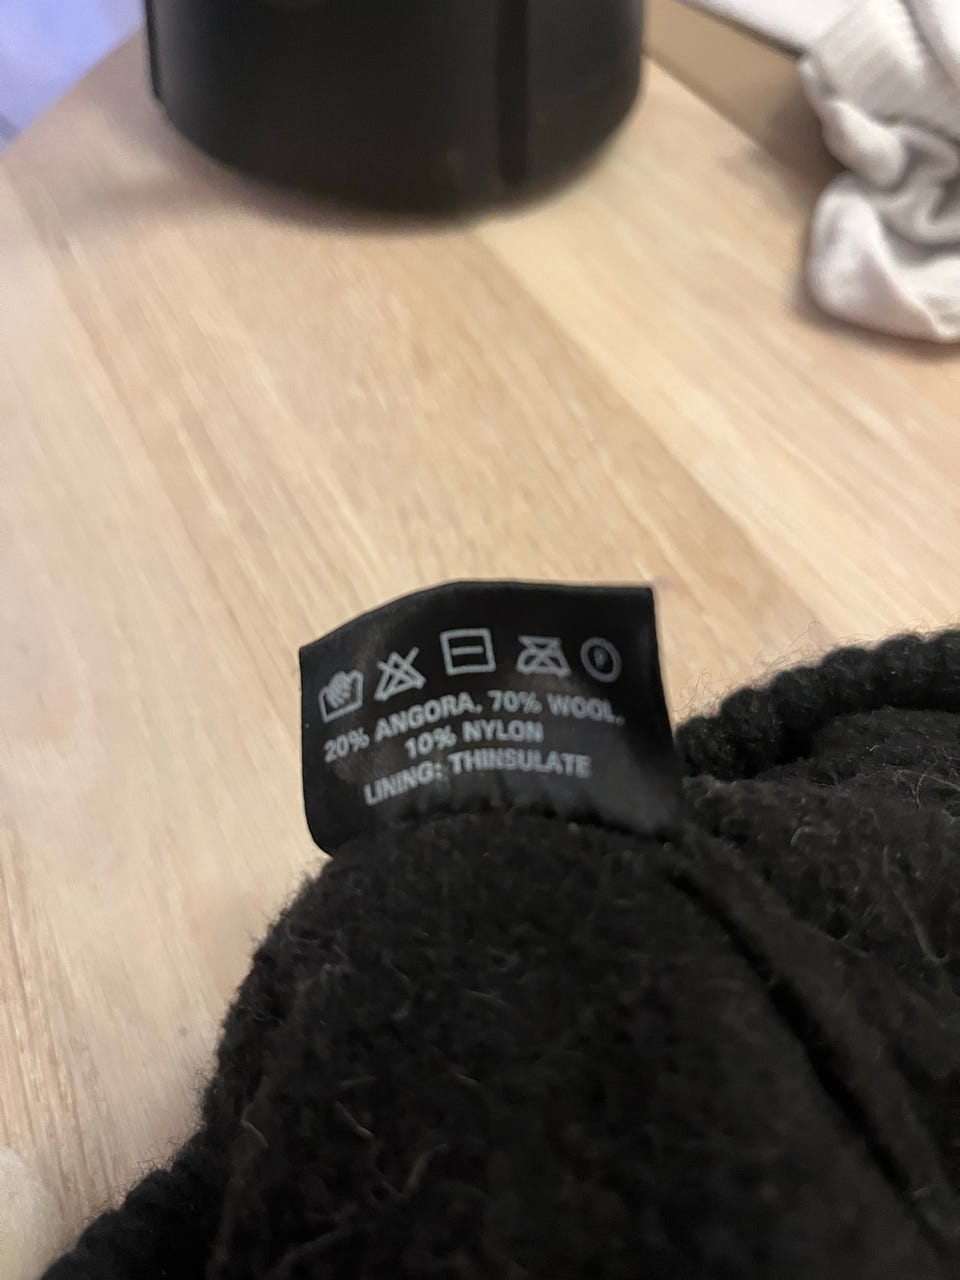 20% ANGORA, 70% WOOL,
10% NYLON
LINING: THINSULATE